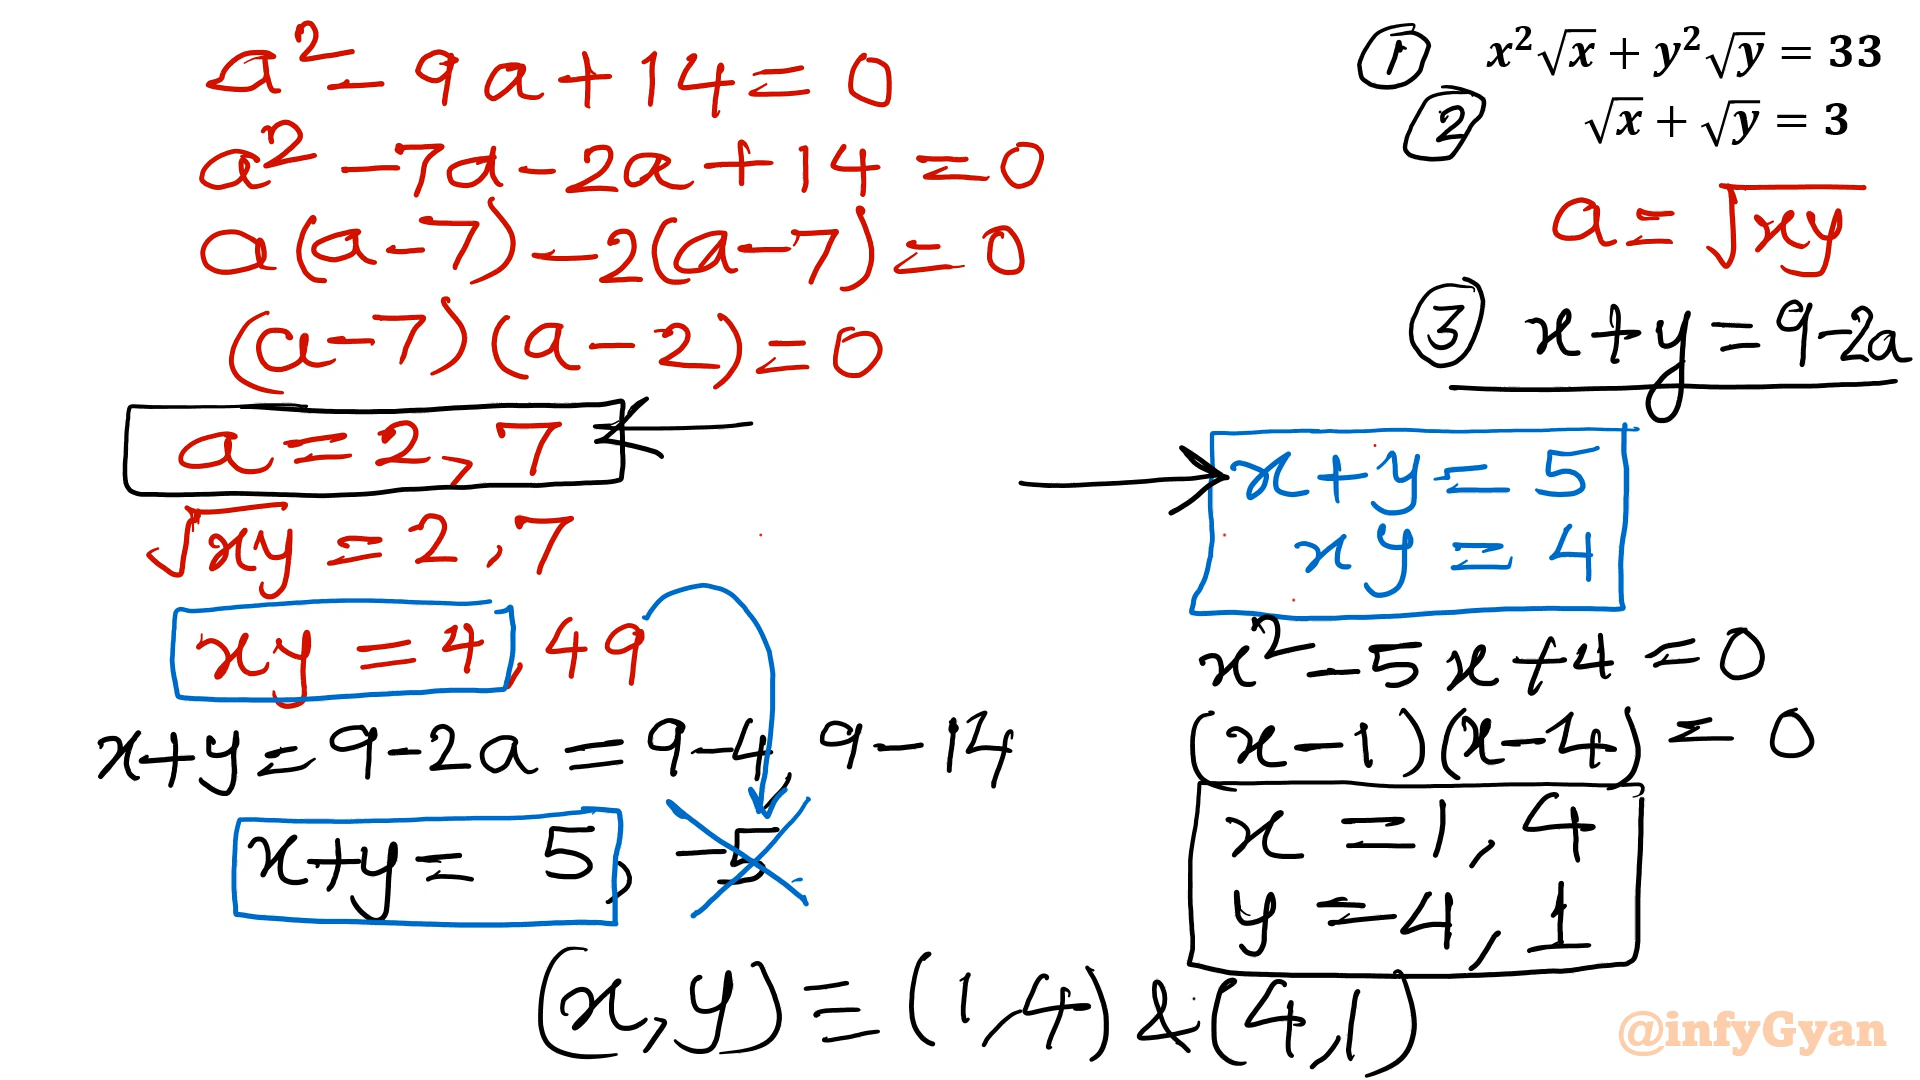 a² - 9a + 14 = 0
a² - 7a - 2a + 14 = 0
a(a-7) - 2(a-7) = 0
(a-7)(a-2) = 0
a = 2, 7
√xy = 2, 7
xy = 4, 49
x+y = 9-2a = 9-4, 9-14
x+y = 5, -5
① x²√x + y²√y = 33
② √x + √y = 3
a = √xy
③ x+y = 9-2a
x+y = 5
xy = 4
x² - 5x + 4 = 0
(x-1)(x-4) = 0
x = 1, 4
y = 4, 1
(x,y) = (1,4) & (4,1)
@infyGyan